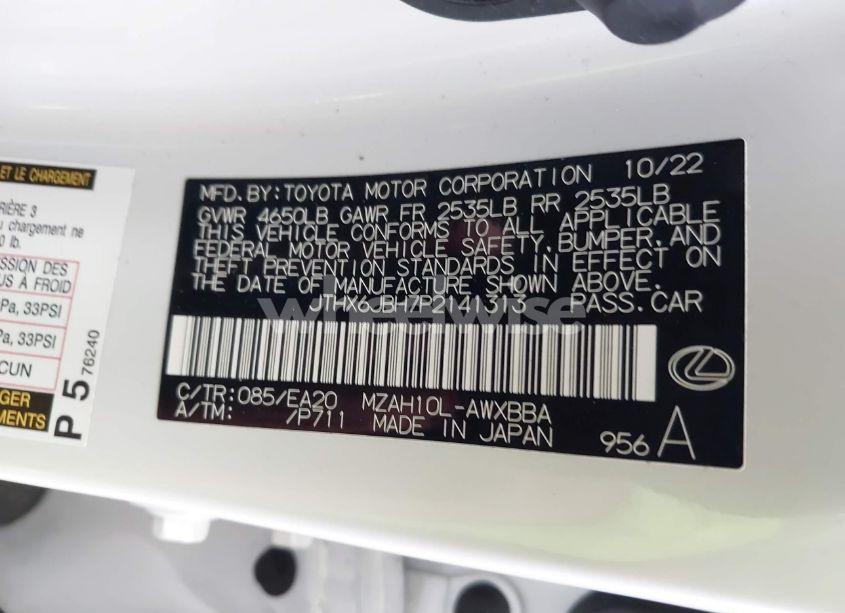 ET LE CHARGEMENT
RIÈRE 3
u chargement ne
0 lb.
SSION DES
US À FROID
Pa, 33PSI
Pa, 33PSI
CUN
GER
EMENTS
P 5 76240
MFD. BY: TOYOTA MOTOR CORPORATION 10/22
GVWR 4650LB GAWR FR 2535LB RR 2535LB
THIS VEHICLE CONFORMS TO ALL APPLICABLE
FEDERAL MOTOR VEHICLE SAFETY, BUMPER, AND
THEFT PREVENTION STANDARDS IN EFFECT ON
THE DATE OF MANUFACTURE SHOWN ABOVE.
JTHX6JBH7P2141313 PASS. CAR
C/TR: 085/EA20 MZAH10L-AWXBBA
A/TM: /P711 MADE IN JAPAN
956 A
wheelwise